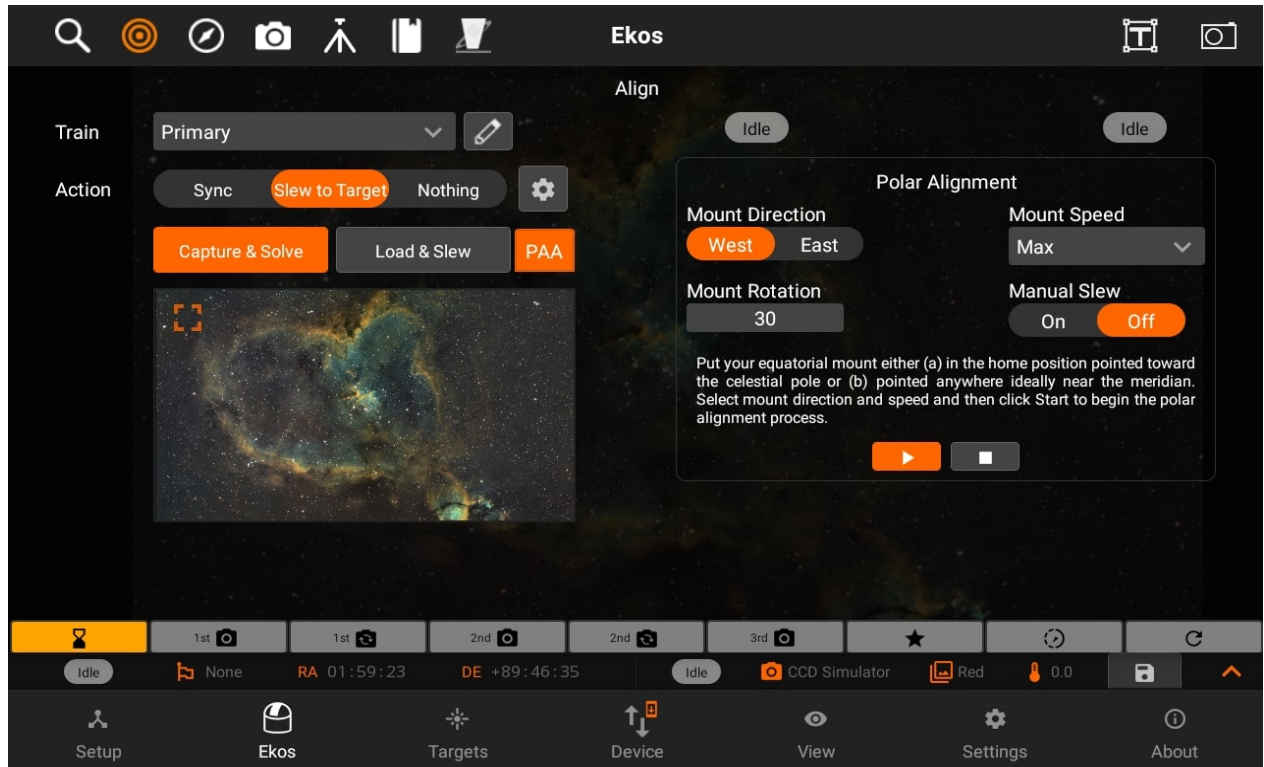 Ekos
Align
Train
Primary
Idle
Idle
Action
Sync
Slew to Target
Nothing
Capture & Solve
Load & Slew
PAA
Polar Alignment
Mount Direction
Mount Speed
West
East
Max
Mount Rotation
Manual Slew
30
On
Off
Put your equatorial mount either (a) in the home position pointed toward
the celestial pole or (b) pointed anywhere ideally near the meridian.
Select mount direction and speed and then click Start to begin the polar
alignment process.
1st
1st
2nd
2nd
3rd
Idle
None
RA 01:59:23
DE +89:46:35
Idle
CCD Simulator
Red
0.0
Setup
Ekos
Targets
Device
View
Settings
About